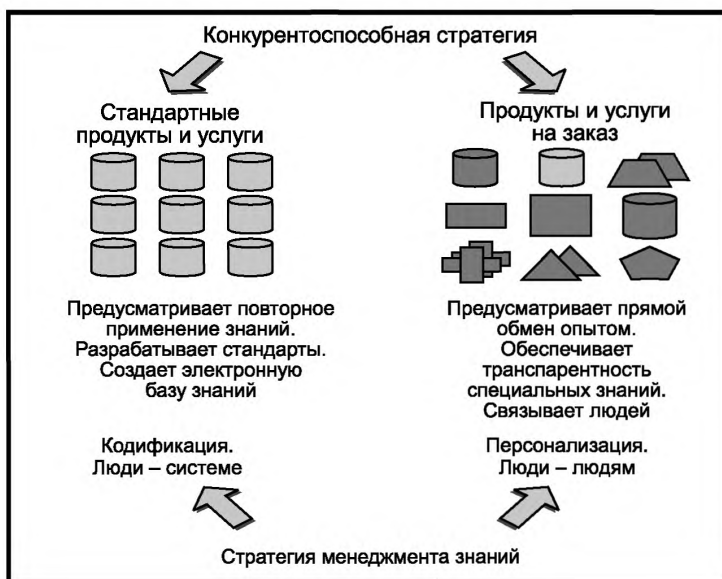 Конкурентоспособная стратегия
Стандартные
продукты и услуги
Предусматривает повторное
применение знаний.
Разрабатывает стандарты.
Создает электронную
базу знаний
Кодификация.
Люди – системе
Продукты и услуги
на заказ
Предусматривает прямой
обмен опытом.
Обеспечивает
транспарентность
специальных знаний.
Связывает людей
Персонализация.
Люди – людям
Стратегия менеджмента знаний